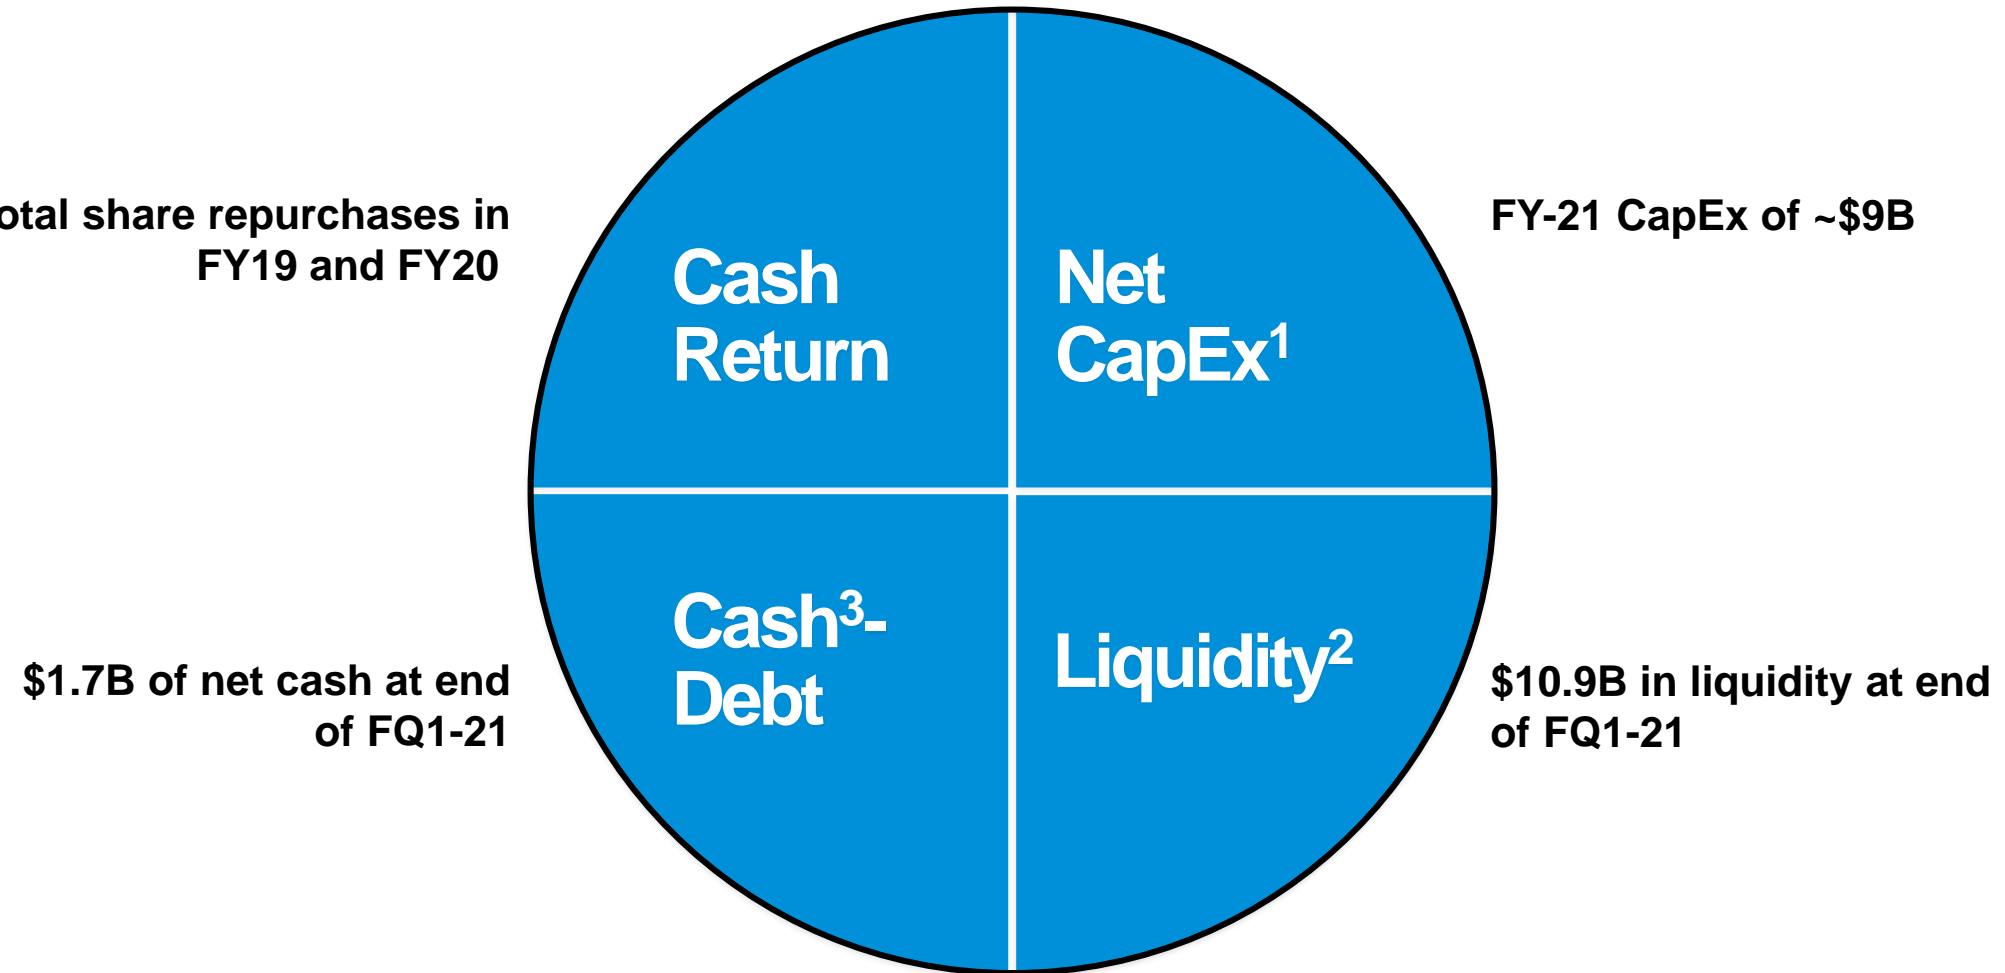 total share repurchases in
FY19 and FY20
Cash
Return
Net
CapEx¹
FY-21 CapEx of ~$9B
$1.7B of net cash at end
of FQ1-21
Cash³-
Debt
Liquidity²
$10.9B in liquidity at end
of FQ1-21